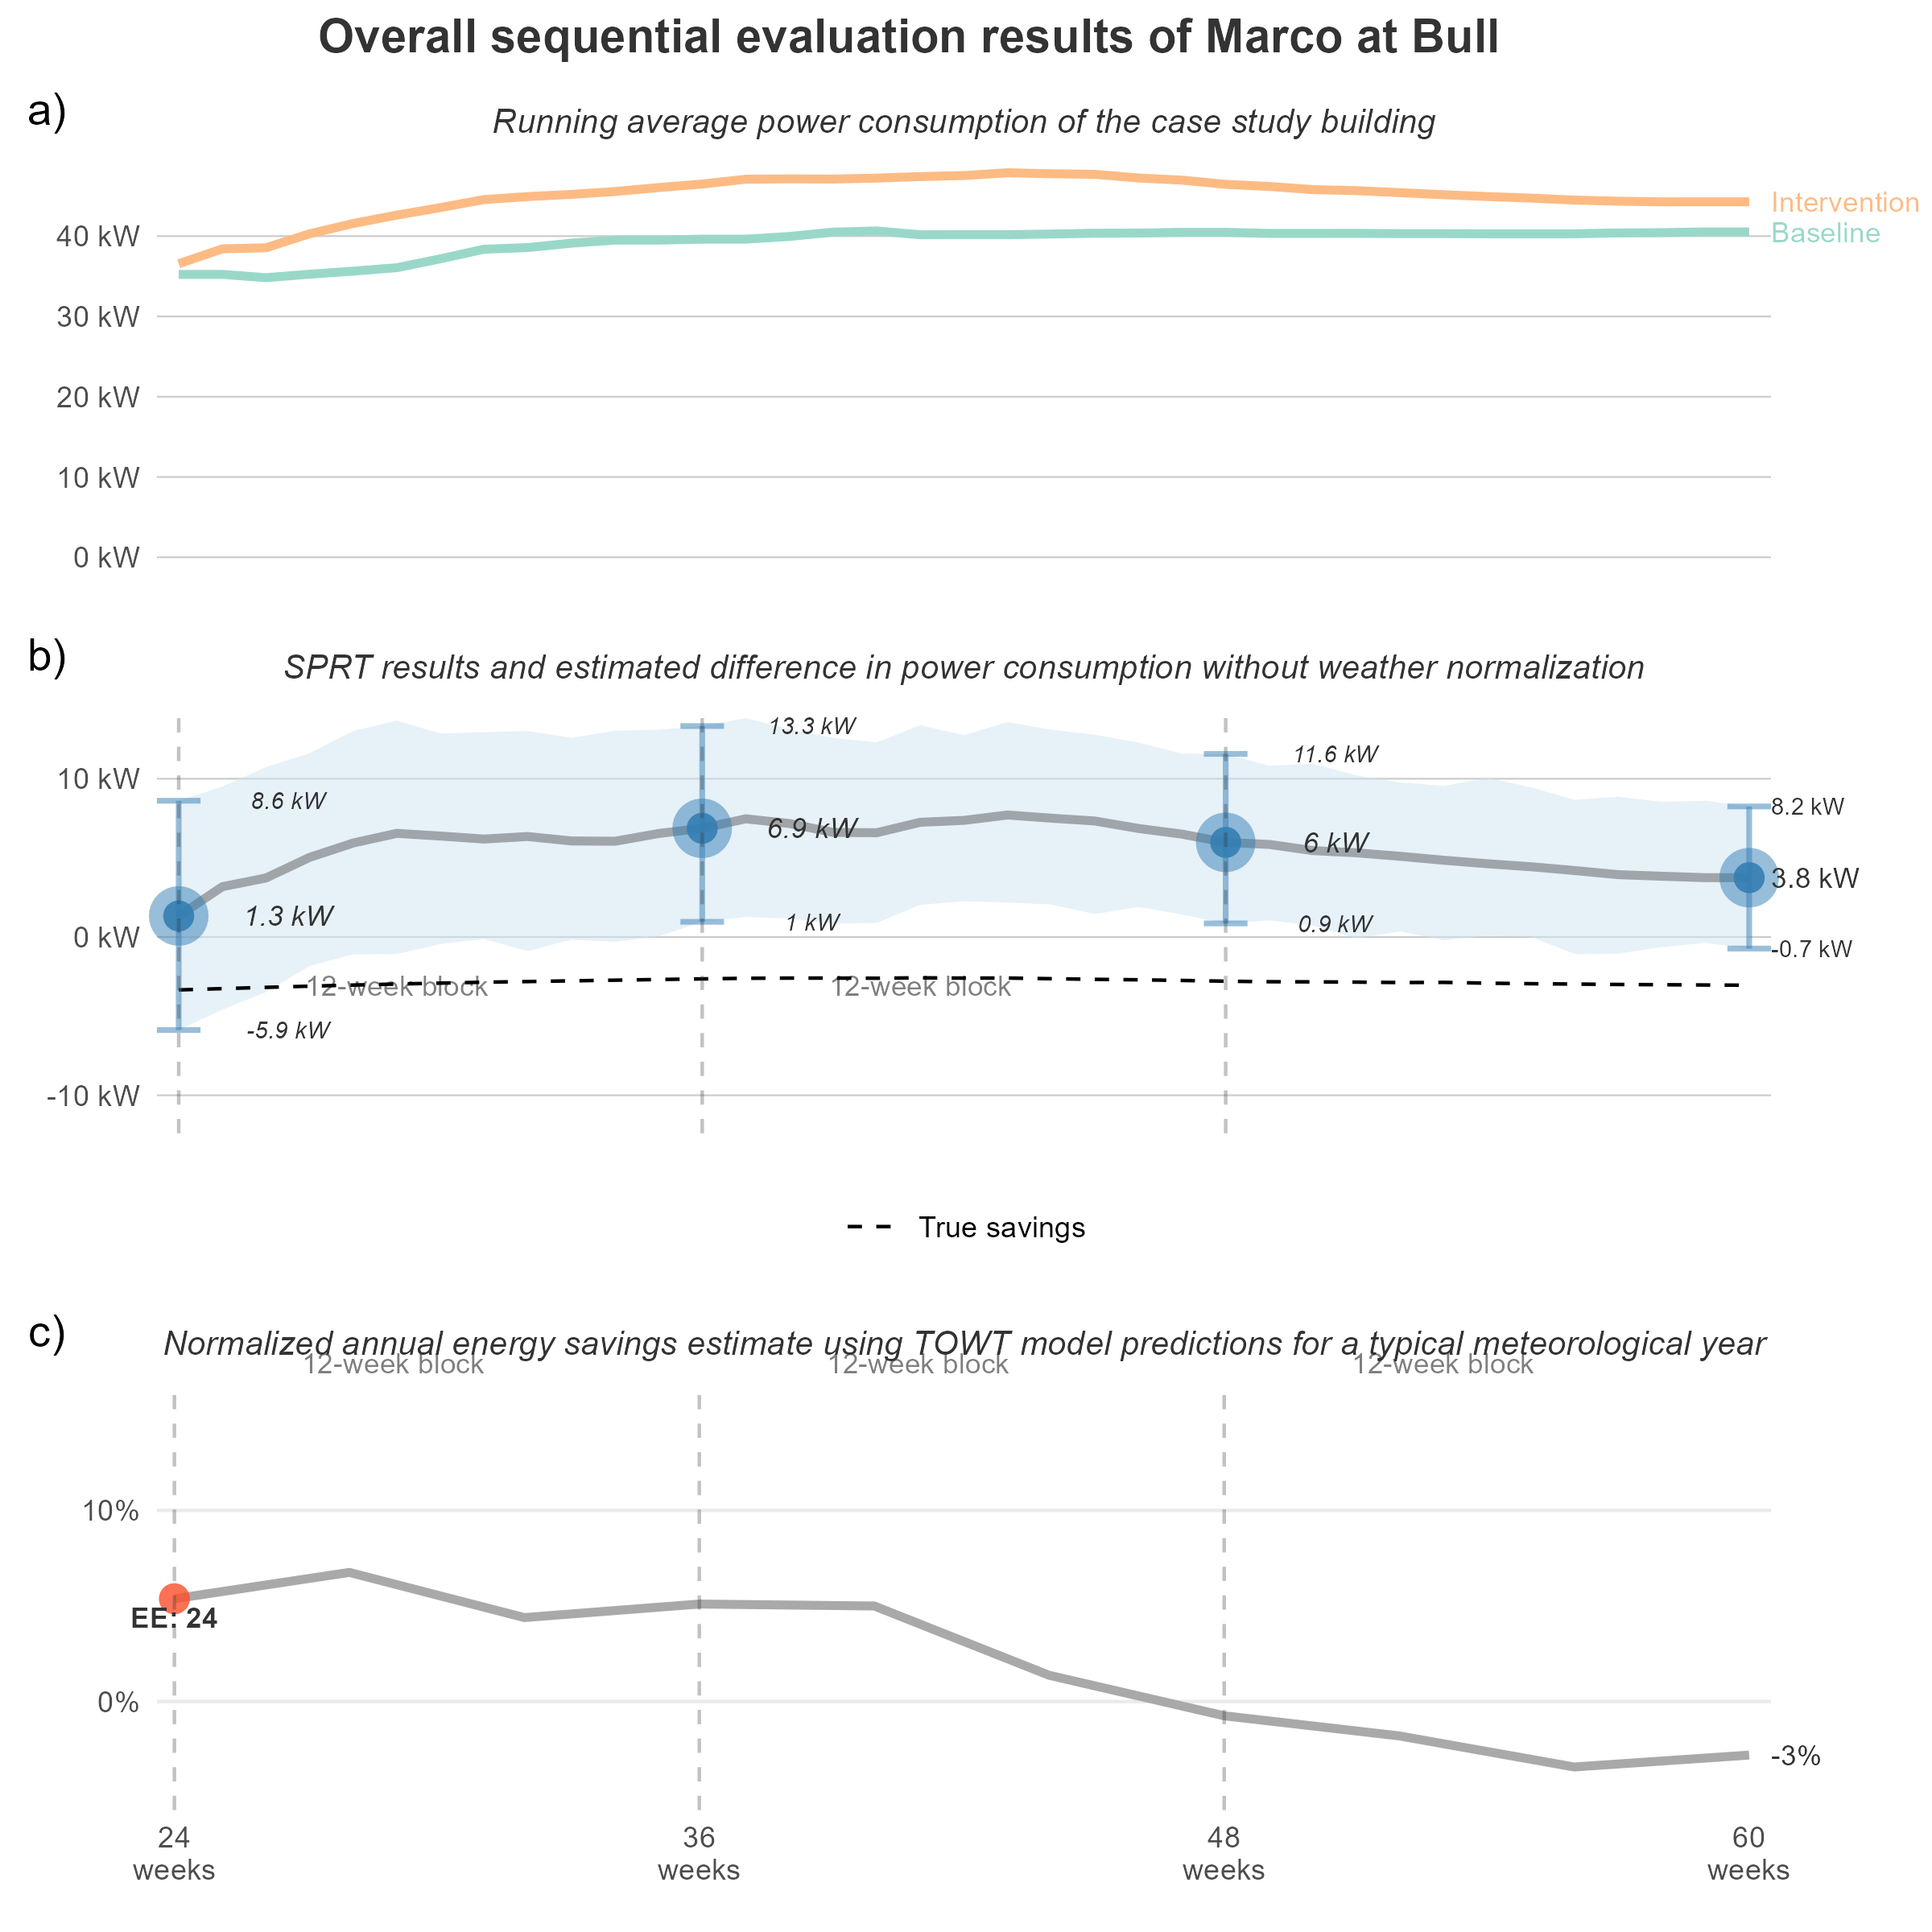 Overall sequential evaluation results of Marco at Bull
a)
Running average power consumption of the case study building
Intervention
Baseline
40 kW
30 kW
20 kW
10 kW
0 kW
b)
SPRT results and estimated difference in power consumption without weather normalization
13.3 kW
11.6 kW
10 kW
8.6 kW
8.2 kW
6.9 kW
6 kW
3.8 kW
1.3 kW
1 kW
0.9 kW
0 kW
-0.7 kW
12-week block
12-week block
-5.9 kW
-10 kW
True savings
c)
Normalized annual energy savings estimate using TOWT model predictions for a typical meteorological year
12-week block
12-week block
12-week block
10%
EE: 24
0%
-3%
24
weeks
36
weeks
48
weeks
60
weeks